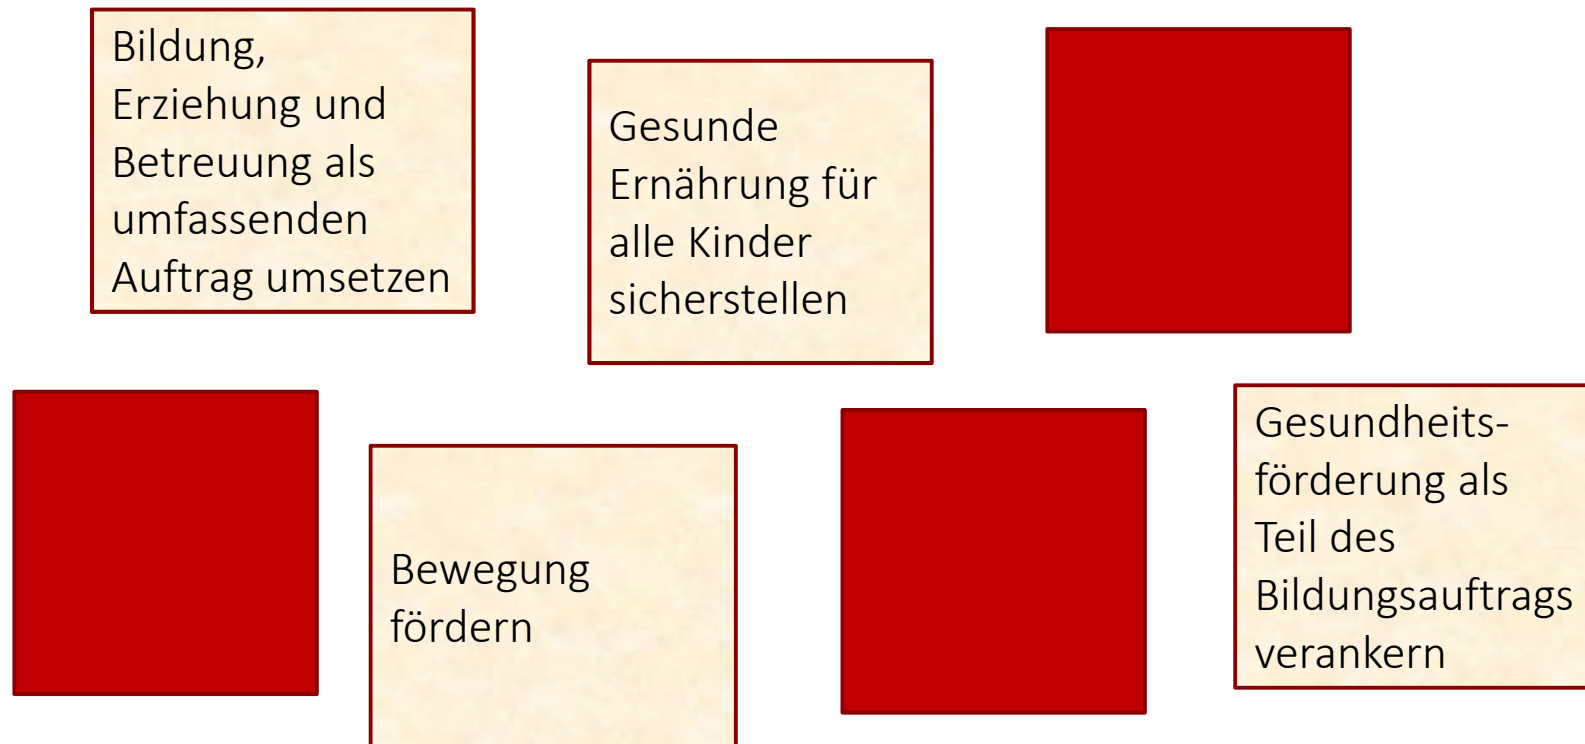 Bildung,
Erziehung und
Betreuung als
umfassenden
Auftrag umsetzen
Gesunde
Ernährung für
alle Kinder
sicherstellen
Bewegung
fördern
Gesundheits-
förderung als
Teil des
Bildungsauftrags
verankern